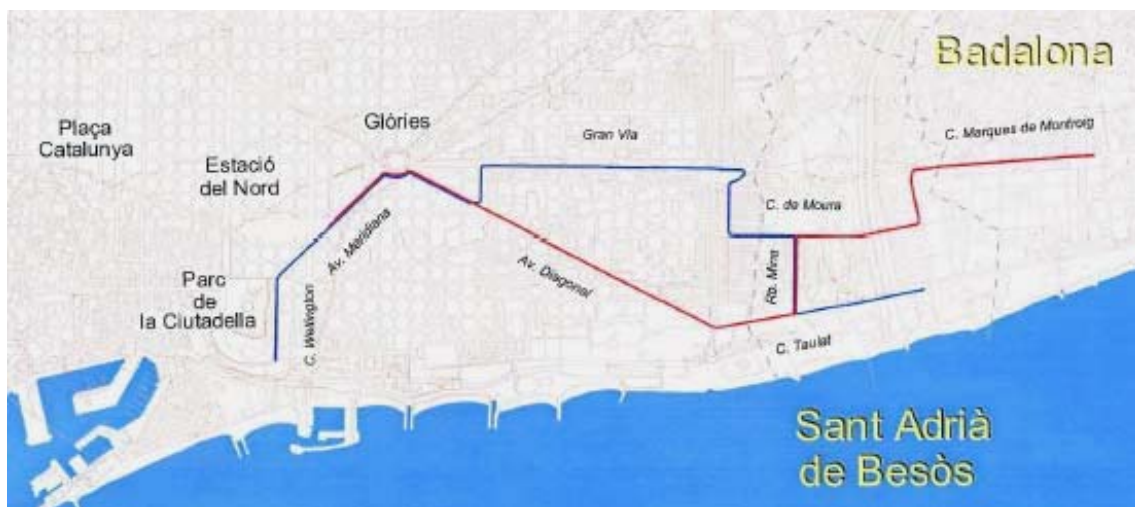 Badalona
Plaça
Catalunya
Glòries
Gran Via
C. Marques de Montroig
Estació
del Nord
C. de Moura
Av. Meridiana
Parc
de
la Ciutadella
C. Wellington
Av. Diagonal
Rb. Mina
C. Taulat
Sant Adrià
de Besòs